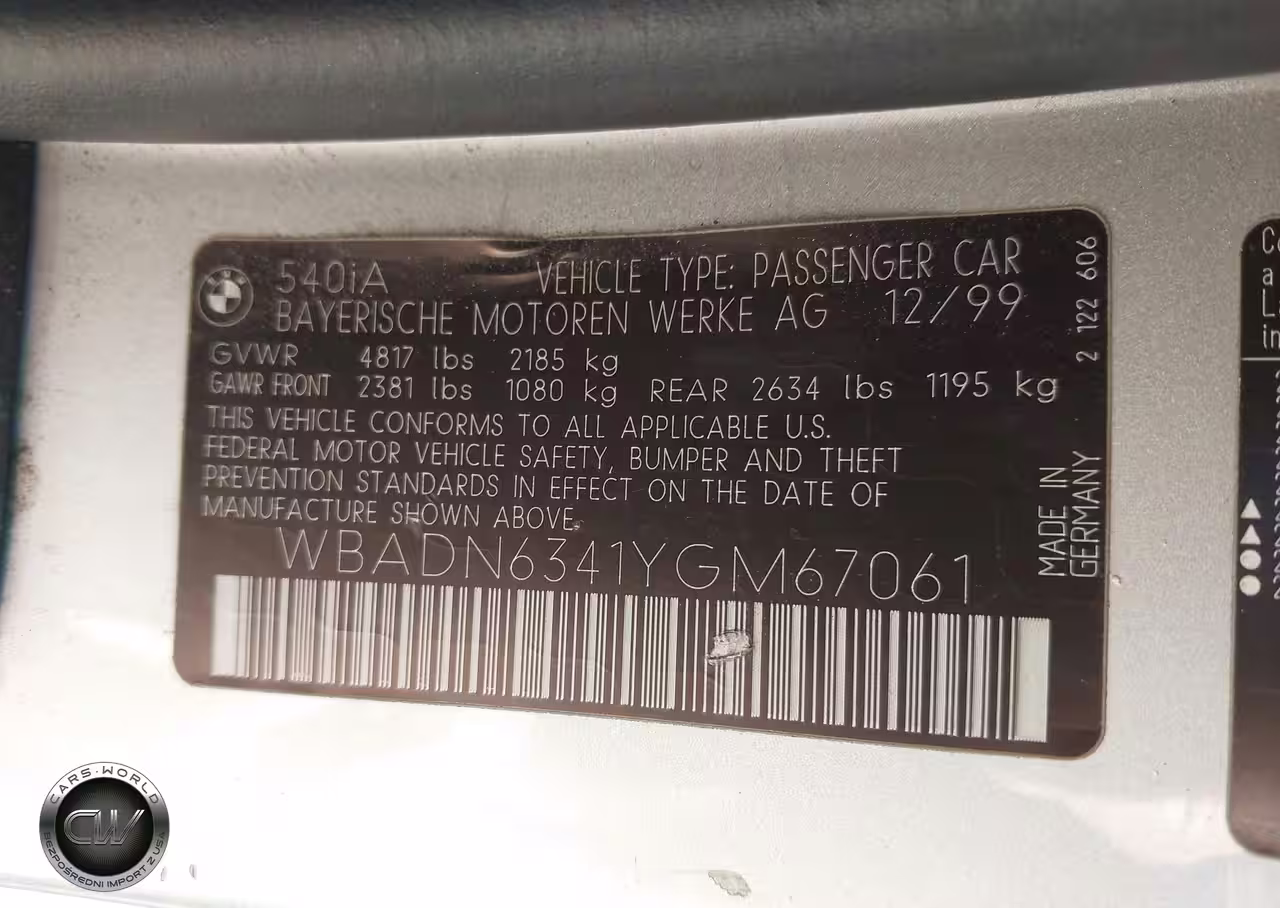 540iA VEHICLE TYPE: PASSENGER CAR
BAYERISCHE MOTOREN WERKE AG 12/99
GVWR 4817 lbs 2185 kg
GAWR FRONT 2381 lbs 1080 kg REAR 2634 lbs 1195 kg
THIS VEHICLE CONFORMS TO ALL APPLICABLE U.S.
FEDERAL MOTOR VEHICLE SAFETY, BUMPER AND THEFT
PREVENTION STANDARDS IN EFFECT ON THE DATE OF
MANUFACTURE SHOWN ABOVE.
WBADN6341YGM67061
2 122 606
MADE IN
GERMANY
CARS·WORLD
CW
BEZPOŚREDNI IMPORT Z USA